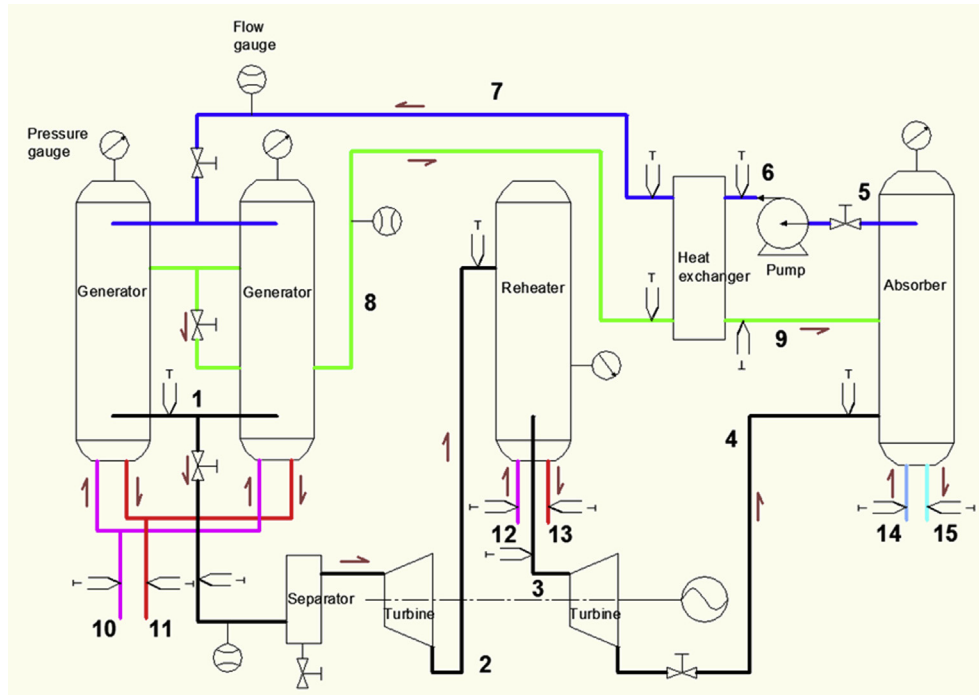 Flow
gauge
7
Pressure
gauge
T
T
6
5
Pump
Generator
Generator
Heat
exchanger
Reheater
Absorber
8
T
T
9
T
T
1
T
4
T
T
12
13
T
T
14
15
3
T
T
T
T
10
11
Separator
Turbine
Turbine
2